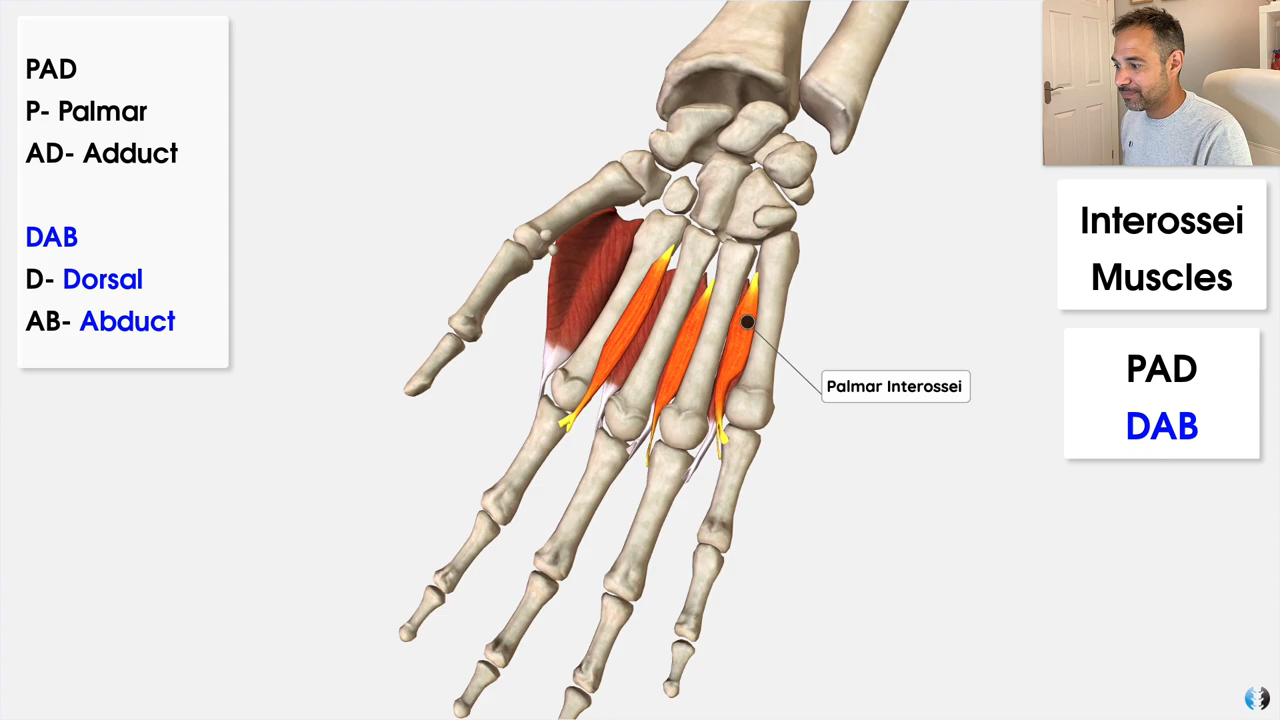 PAD
P- Palmar
AD- Adduct
DAB
D- Dorsal
AB- Abduct
Palmar Interossei
Interossei
Muscles
PAD
DAB